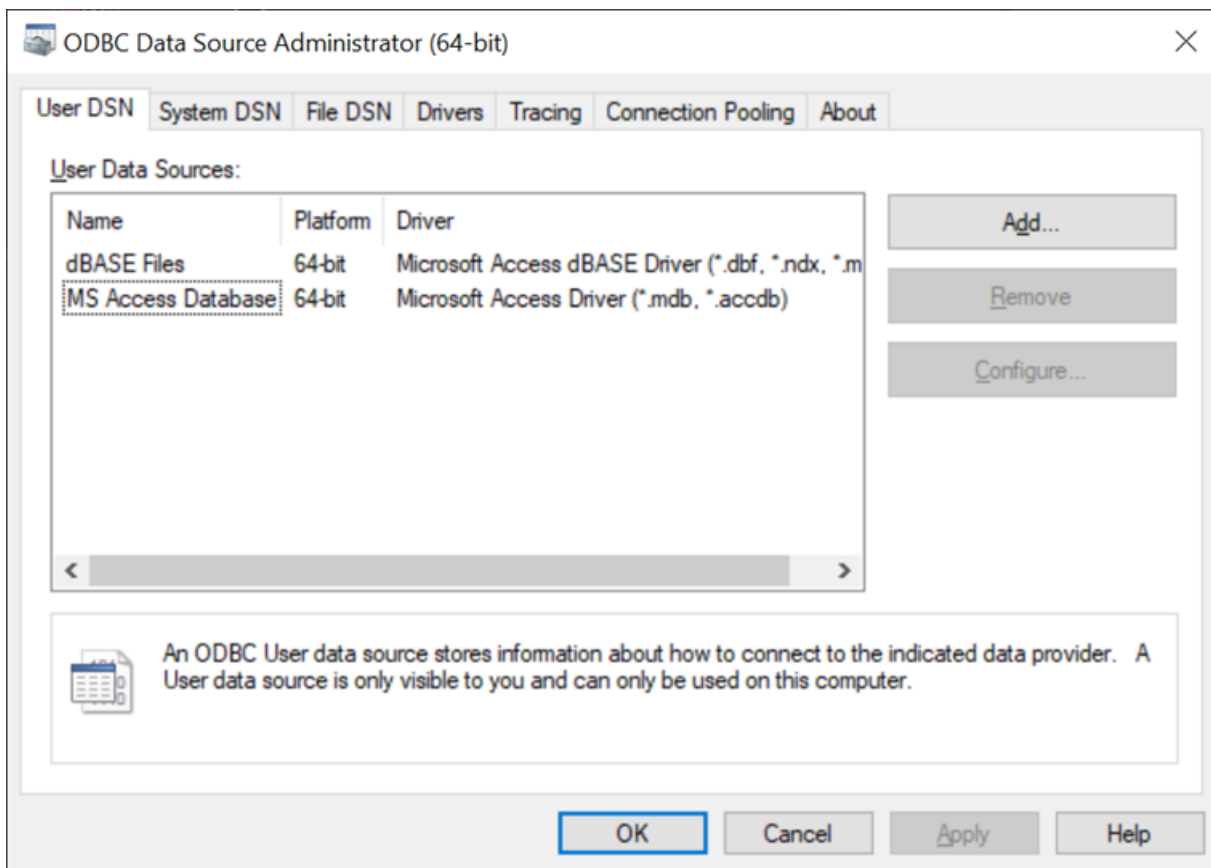 ODBC Data Source Administrator (64-bit)
User DSN System DSN File DSN Drivers Tracing Connection Pooling About
User Data Sources:
Name Platform Driver
dBASE Files 64-bit Microsoft Access dBASE Driver (*.dbf, *.ndx, *.m
MS Access Database 64-bit Microsoft Access Driver (*.mdb, *.accdb)
Add...
Remove
Configure...
An ODBC User data source stores information about how to connect to the indicated data provider. A
User data source is only visible to you and can only be used on this computer.
OK Cancel Apply Help